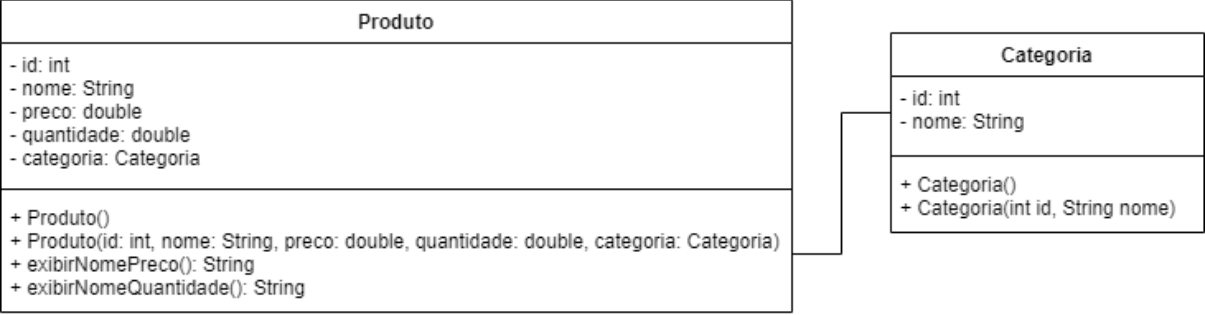 Produto
- id: int
- nome: String
- preco: double
- quantidade: double
- categoria: Categoria
+ Produto()
+ Produto(id: int, nome: String, preco: double, quantidade: double, categoria: Categoria)
+ exibirNomePreco(): String
+ exibirNomeQuantidade(): String
Categoria
- id: int
- nome: String
+ Categoria()
+ Categoria(int id, String nome)